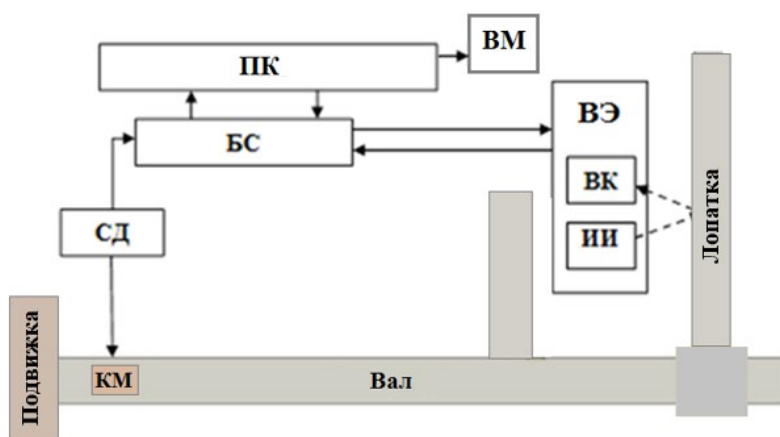 ВМ
ПК
БС
ВЭ
ВК
ИИ
СД
Лопатка
Подвижка
КМ
Вал